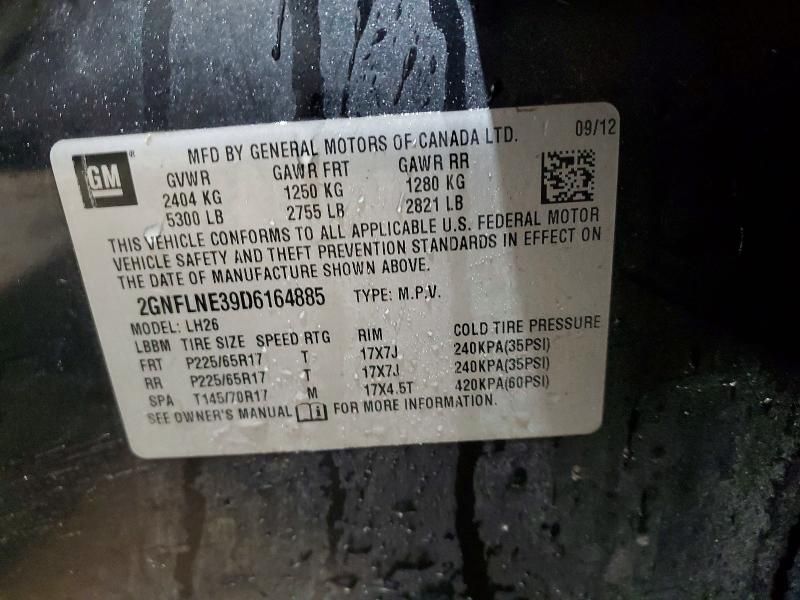 MFD BY GENERAL MOTORS OF CANADA LTD. 09/12
GM®
GVWR GAWR FRT GAWR RR
2404 KG 1250 KG 1280 KG
5300 LB 2755 LB 2821 LB
THIS VEHICLE CONFORMS TO ALL APPLICABLE U.S. FEDERAL MOTOR
VEHICLE SAFETY AND THEFT PREVENTION STANDARDS IN EFFECT ON
THE DATE OF MANUFACTURE SHOWN ABOVE.
2GNFLNE39D6164885 TYPE: M.P.V.
MODEL: LH26
LBBM TIRE SIZE SPEED RTG RIM COLD TIRE PRESSURE
FRT P225/65R17 T 17X7J 240KPA(35PSI)
RR P225/65R17 T 17X7J 240KPA(35PSI)
SPA T145/70R17 M 17X4.5T 420KPA(60PSI)
SEE OWNER'S MANUAL i FOR MORE INFORMATION.